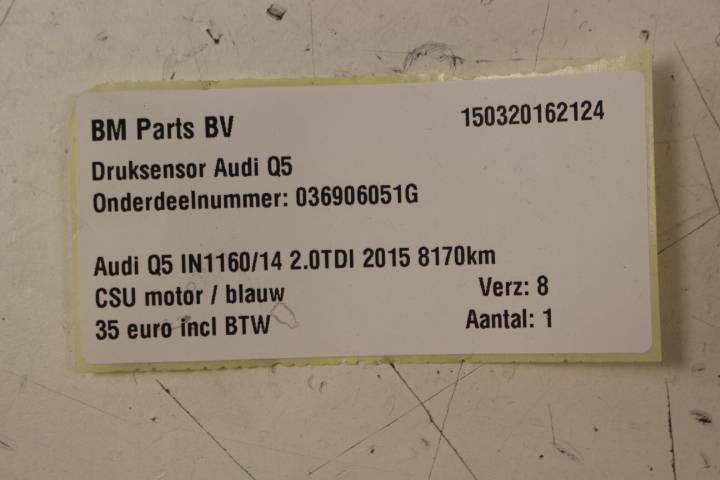 BM Parts BV 150320162124
Druksensor Audi Q5
Onderdeelnummer: 036906051G
Audi Q5 IN1160/14 2.0TDI 2015 8170km
CSU motor / blauw Verz: 8
35 euro incl BTW Aantal: 1